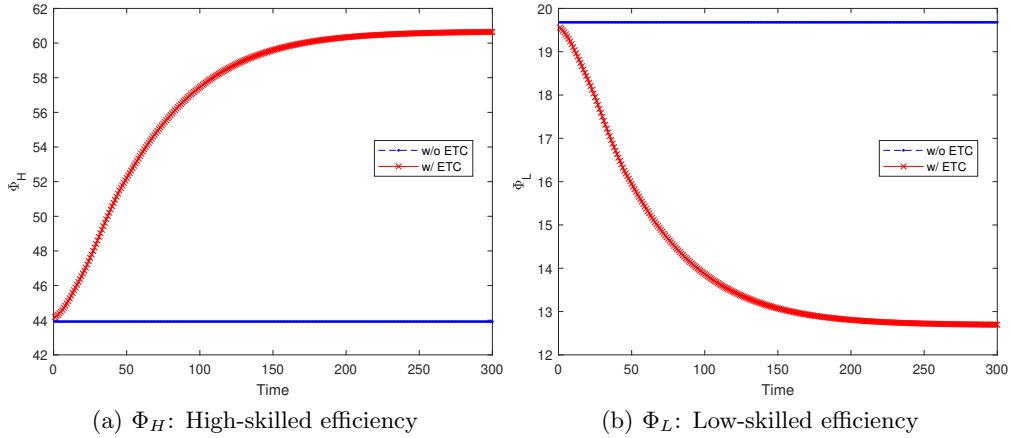 62
60
58
56
54
52
50
48
46
44
42
Φ_H
0 50 100 150 200 250 300
Time
w/o ETC
w/ ETC
(a) Φ_H: High-skilled efficiency
20
19
18
17
16
15
14
13
12
Φ_L
0 50 100 150 200 250 300
Time
w/o ETC
w/ ETC
(b) Φ_L: Low-skilled efficiency